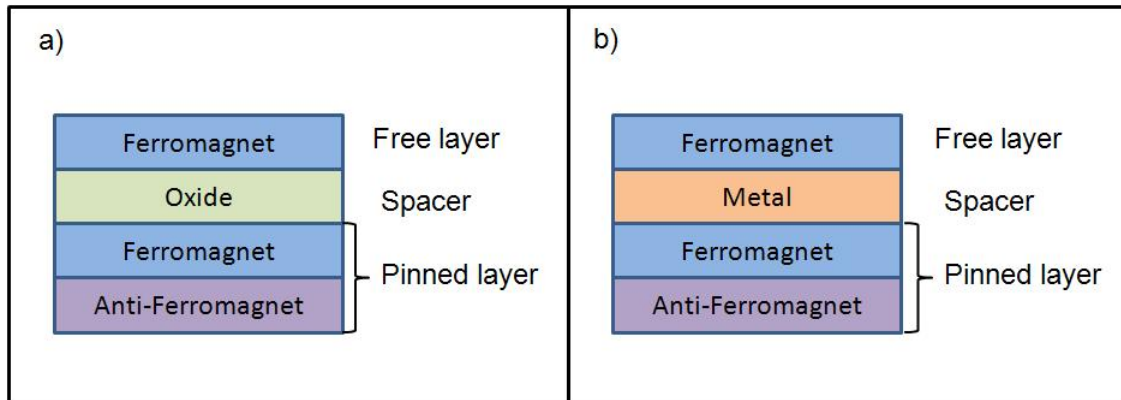 a)
Ferromagnet
Free layer
Oxide
Spacer
Ferromagnet
Pinned layer
Anti-Ferromagnet
b)
Ferromagnet
Free layer
Metal
Spacer
Ferromagnet
Pinned layer
Anti-Ferromagnet